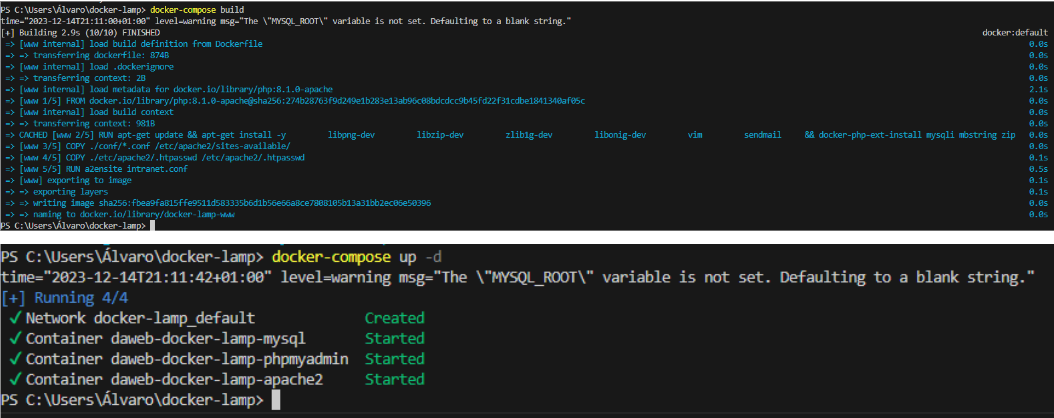 PS C:\Users\Álvaro\docker-lamp> docker-compose build
time="2023-12-14T21:11:00+01:00" level=warning msg="The \"MYSQL_ROOT\" variable is not set. Defaulting to a blank string."
[+] Building 2.9s (10/10) FINISHED docker:default
=> [www internal] load build definition from Dockerfile 0.0s
=> => transferring dockerfile: 874B 0.0s
=> [www internal] load .dockerignore 0.0s
=> => transferring context: 2B 0.0s
=> [www internal] load metadata for docker.io/library/php:8.1.0-apache 2.1s
=> [www 1/5] FROM docker.io/library/php:8.1.0-apache@sha256:274b28763f9d249e1b283e13ab96c08bdcdcc9b45fd22f31cdbe1841340af05c 0.0s
=> [www internal] load build context 0.0s
=> => transferring context: 981B 0.0s
=> CACHED [www 2/5] RUN apt-get update && apt-get install -y libpng-dev libzip-dev zlib1g-dev libonig-dev vim sendmail && docker-php-ext-install mysqli mbstring zip 0.0s
=> [www 3/5] COPY ./conf/*.conf /etc/apache2/sites-available/ 0.0s
=> [www 4/5] COPY ./etc/apache2/.htpasswd /etc/apache2/.htpasswd 0.1s
=> [www 5/5] RUN a2ensite intranet.conf 0.5s
=> [www] exporting to image 0.1s
=> => exporting layers 0.1s
=> => writing image sha256:fbea9fa815ffe9511d583335b6d1b56e66a8ce7808105b13a31bb2ec06e50396 0.0s
=> => naming to docker.io/library/docker-lamp-www 0.0s
PS C:\Users\Álvaro\docker-lamp>
PS C:\Users\Álvaro\docker-lamp> docker-compose up -d
time="2023-12-14T21:11:42+01:00" level=warning msg="The \"MYSQL_ROOT\" variable is not set. Defaulting to a blank string."
[+] Running 4/4
✓ Network docker-lamp_default Created
✓ Container daweb-docker-lamp-mysql Started
✓ Container daweb-docker-lamp-phpmyadmin Started
✓ Container daweb-docker-lamp-apache2 Started
PS C:\Users\Álvaro\docker-lamp>